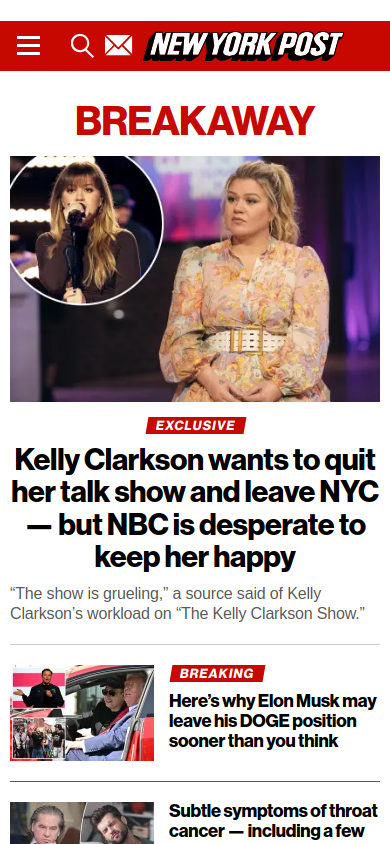 NEW YORK POST
BREAKAWAY
EXCLUSIVE
Kelly Clarkson wants to quit
her talk show and leave NYC
— but NBC is desperate to
keep her happy
“The show is grueling,” a source said of Kelly
Clarkson’s workload on “The Kelly Clarkson Show.”
BREAKING
Here’s why Elon Musk may
leave his DOGE position
sooner than you think
Subtle symptoms of throat
cancer — including a few